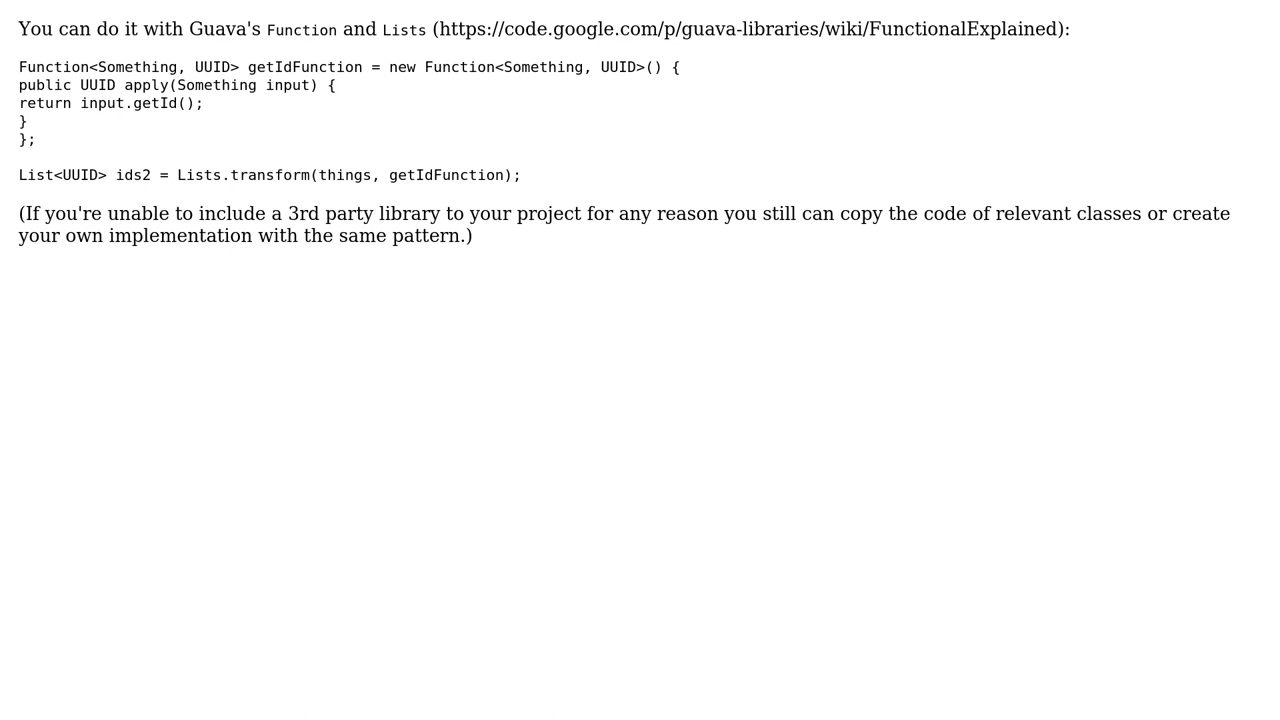 You can do it with Guava's Function and Lists (https://code.google.com/p/guava-libraries/wiki/FunctionalExplained):
Function<Something, UUID> getIdFunction = new Function<Something, UUID>() {
public UUID apply(Something input) {
return input.getId();
}
};
List<UUID> ids2 = Lists.transform(things, getIdFunction);
(If you're unable to include a 3rd party library to your project for any reason you still can copy the code of relevant classes or create
your own implementation with the same pattern.)